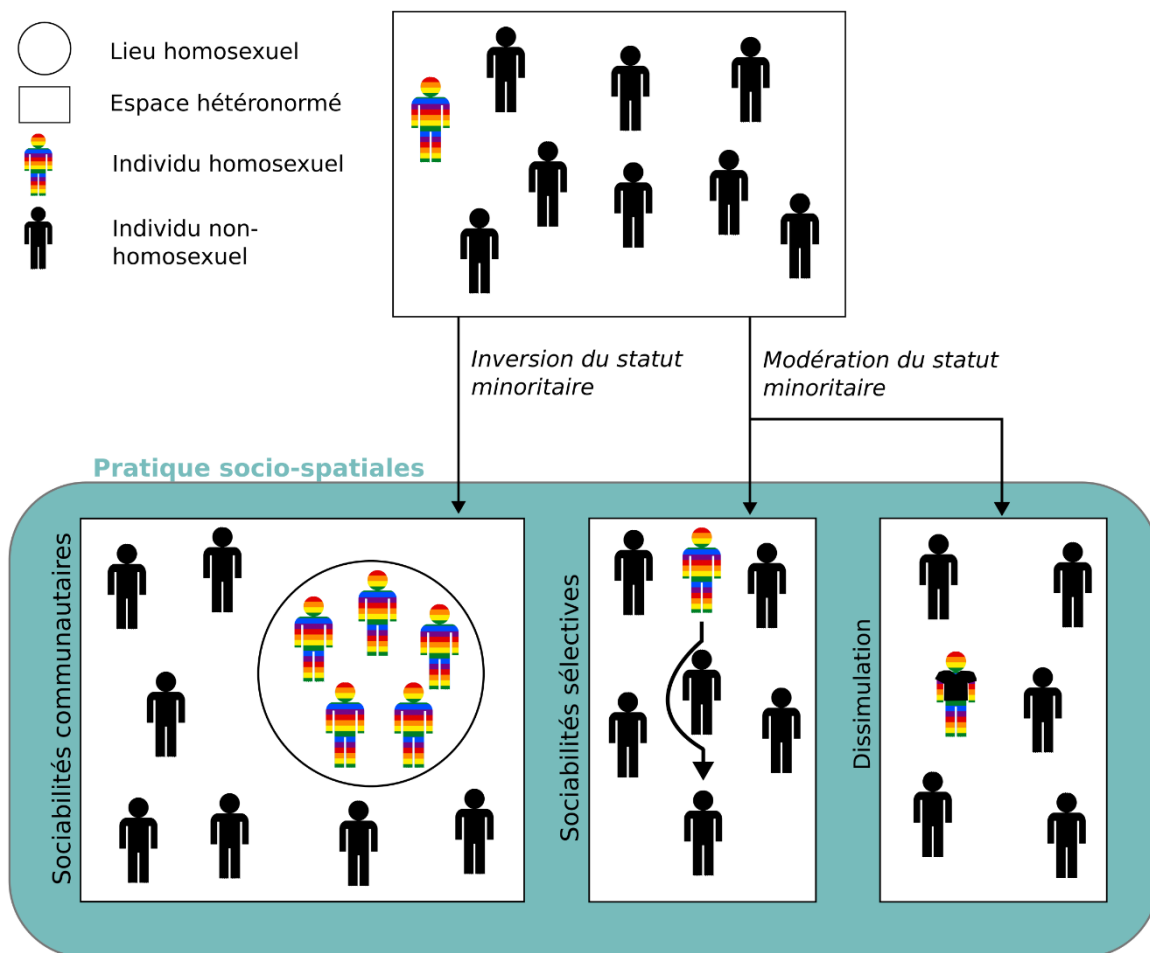 Lieu homosexuel
Espace hétéronormé
Individu homosexuel
Individu non-
homosexuel
Inversion du statut
minoritaire
Modération du statut
minoritaire
Pratique socio-spatiales
Sociabilités communautaires
Sociabilités sélectives
Dissimulation